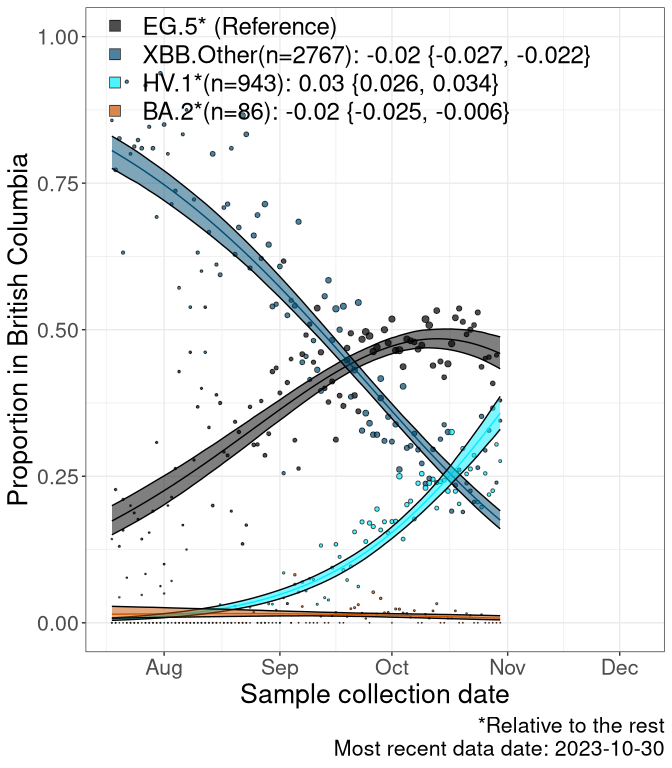 EG.5* (Reference)
XBB.Other(n=2767): -0.02 {-0.027, -0.022}
HV.1*(n=943): 0.03 {0.026, 0.034}
BA.2*(n=86): -0.02 {-0.025, -0.006}
Proportion in British Columbia
1.00
0.75
0.50
0.25
0.00
Aug Sep Oct Nov Dec
Sample collection date
*Relative to the rest
Most recent data date: 2023-10-30